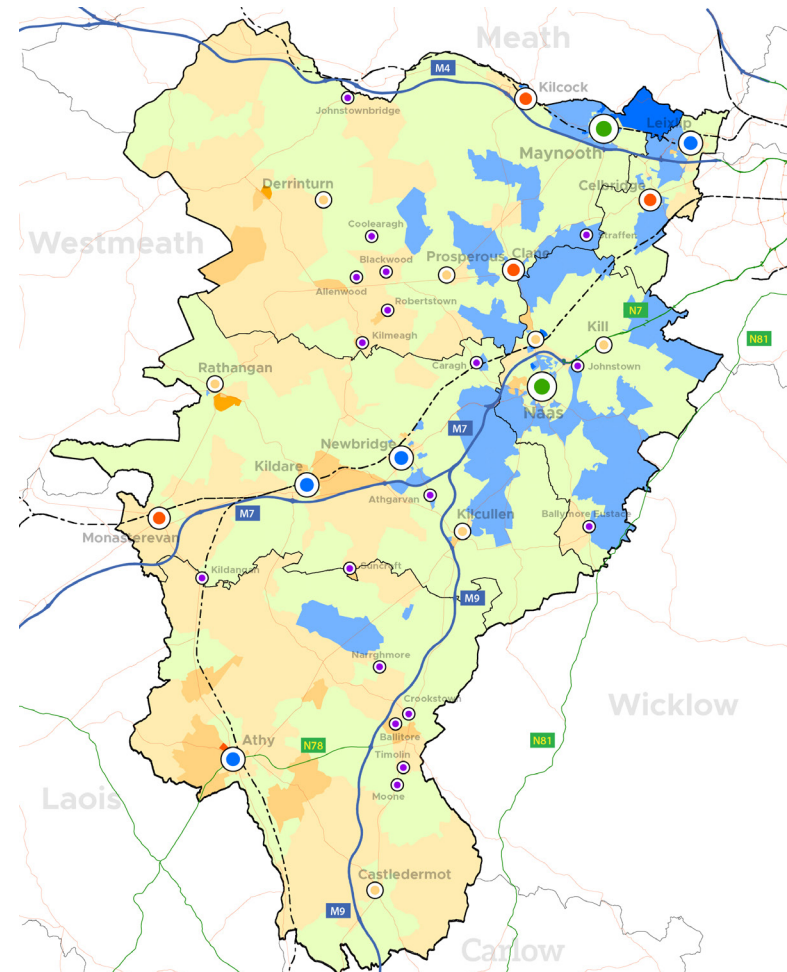 Meath
M4
Kilcock
Johnstownbridge
Leixlip
Maynooth
Derrinturn
Celbridge
Westmeath
Coolearagh
Straffan
Blackwood
Prosperous
Clane
Allenwood
Robertstown
N7
Kill
N81
Kilmeagh
Caragh
Johnstown
Rathangan
Naas
M7
Newbridge
Kildare
Athgarvan
M7
Kilcullen
Ballymore Eustace
Monasterevan
Kildangan
Suncroft
M9
Narrghmore
Crookstown
Wicklow
Ballitore
Athy
N78
N81
Timolin
Laois
Moone
Castledermot
M9
Carlow